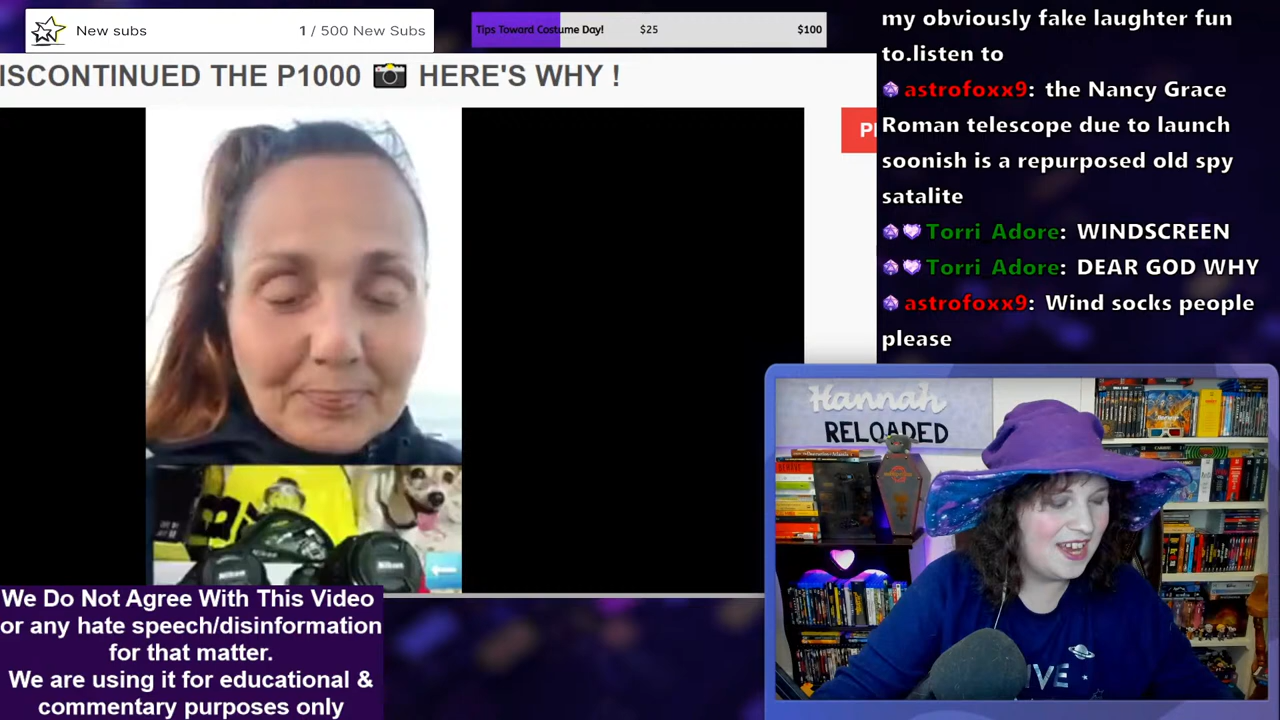 New subs
1 / 500 New Subs
Tips Toward Costume Day!
$25
$100
ISCONTINUED THE P1000 📷 HERE'S WHY !
my obviously fake laughter fun
to.listen to
astrofoxx9: the Nancy Grace
Roman telescope due to launch
soonish is a repurposed old spy
satalite
Torri Adore: WINDSCREEN
Torri Adore: DEAR GOD WHY
astrofoxx9: Wind socks people
please
Hannah
RELOADED
Nikon
Nikon
We Do Not Agree With This Video
or any hate speech/disinformation
for that matter.
We are using it for educational &
commentary purposes only